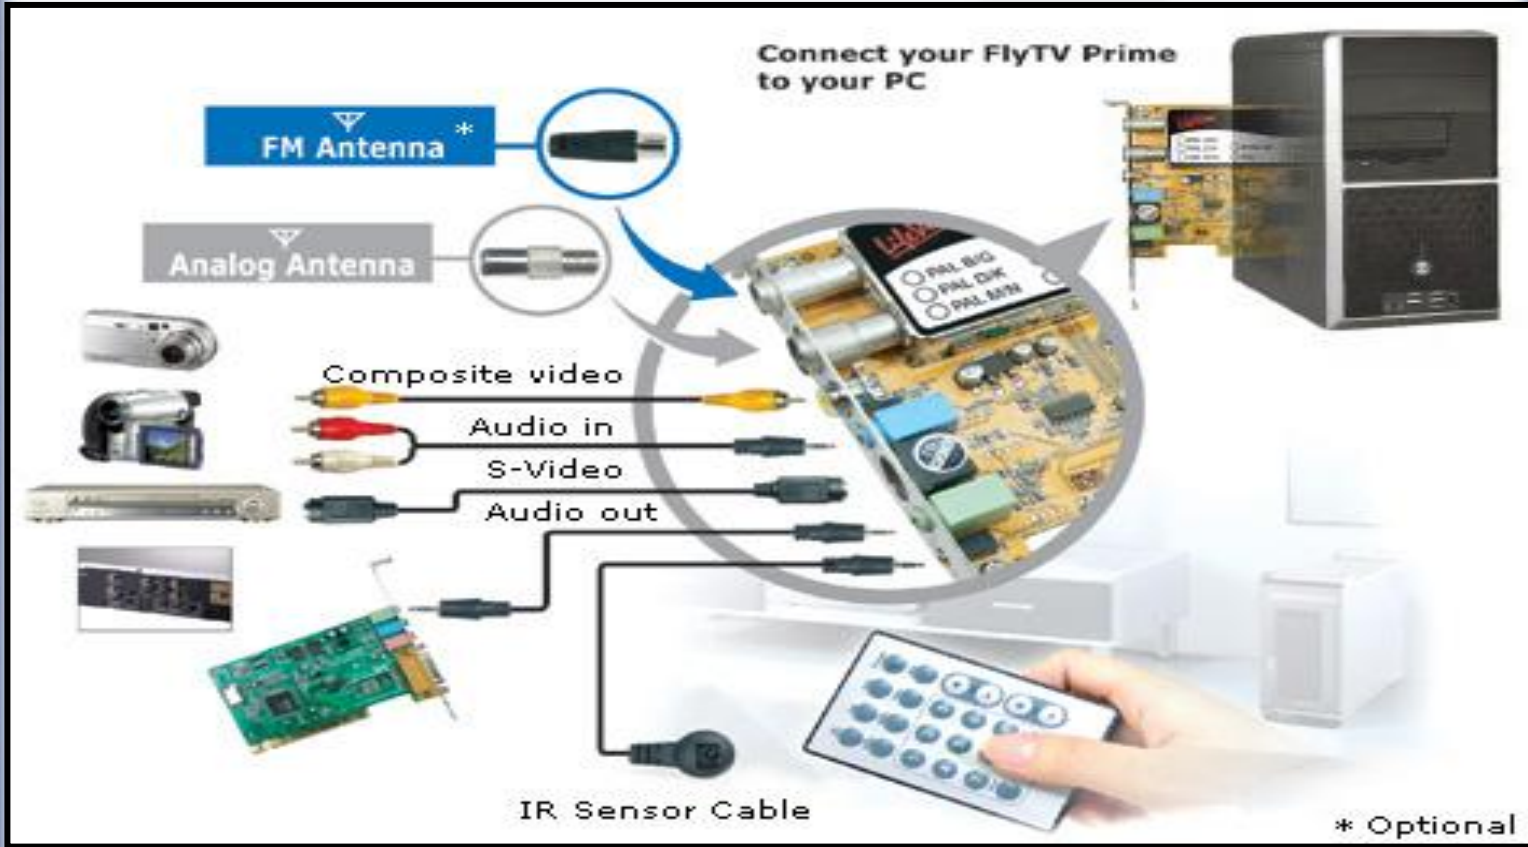 Connect your FlyTV Prime
to your PC
FM Antenna *
Analog Antenna
PAL B/G
PAL D/K
PAL M/N
Composite video
Audio in
S-Video
Audio out
IR Sensor Cable
* Optional